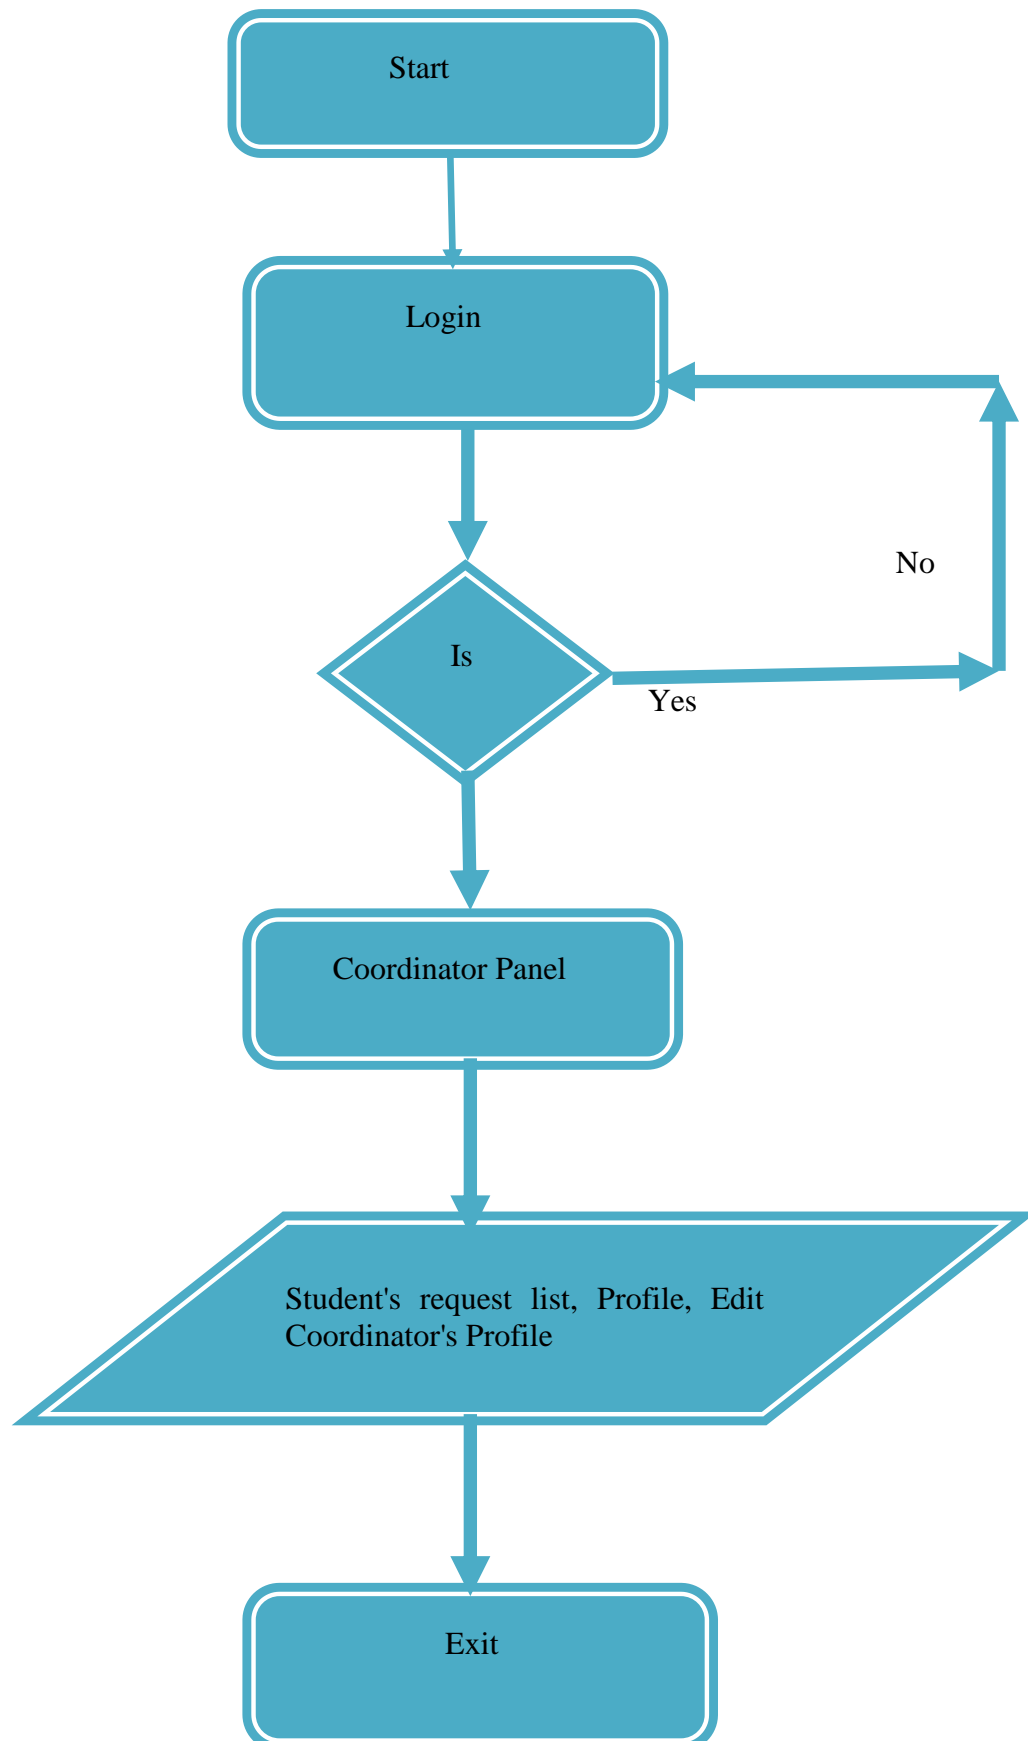 Start
Login
No
Is
Yes
Coordinator Panel
Student's request list, Profile, Edit
Coordinator's Profile
Exit